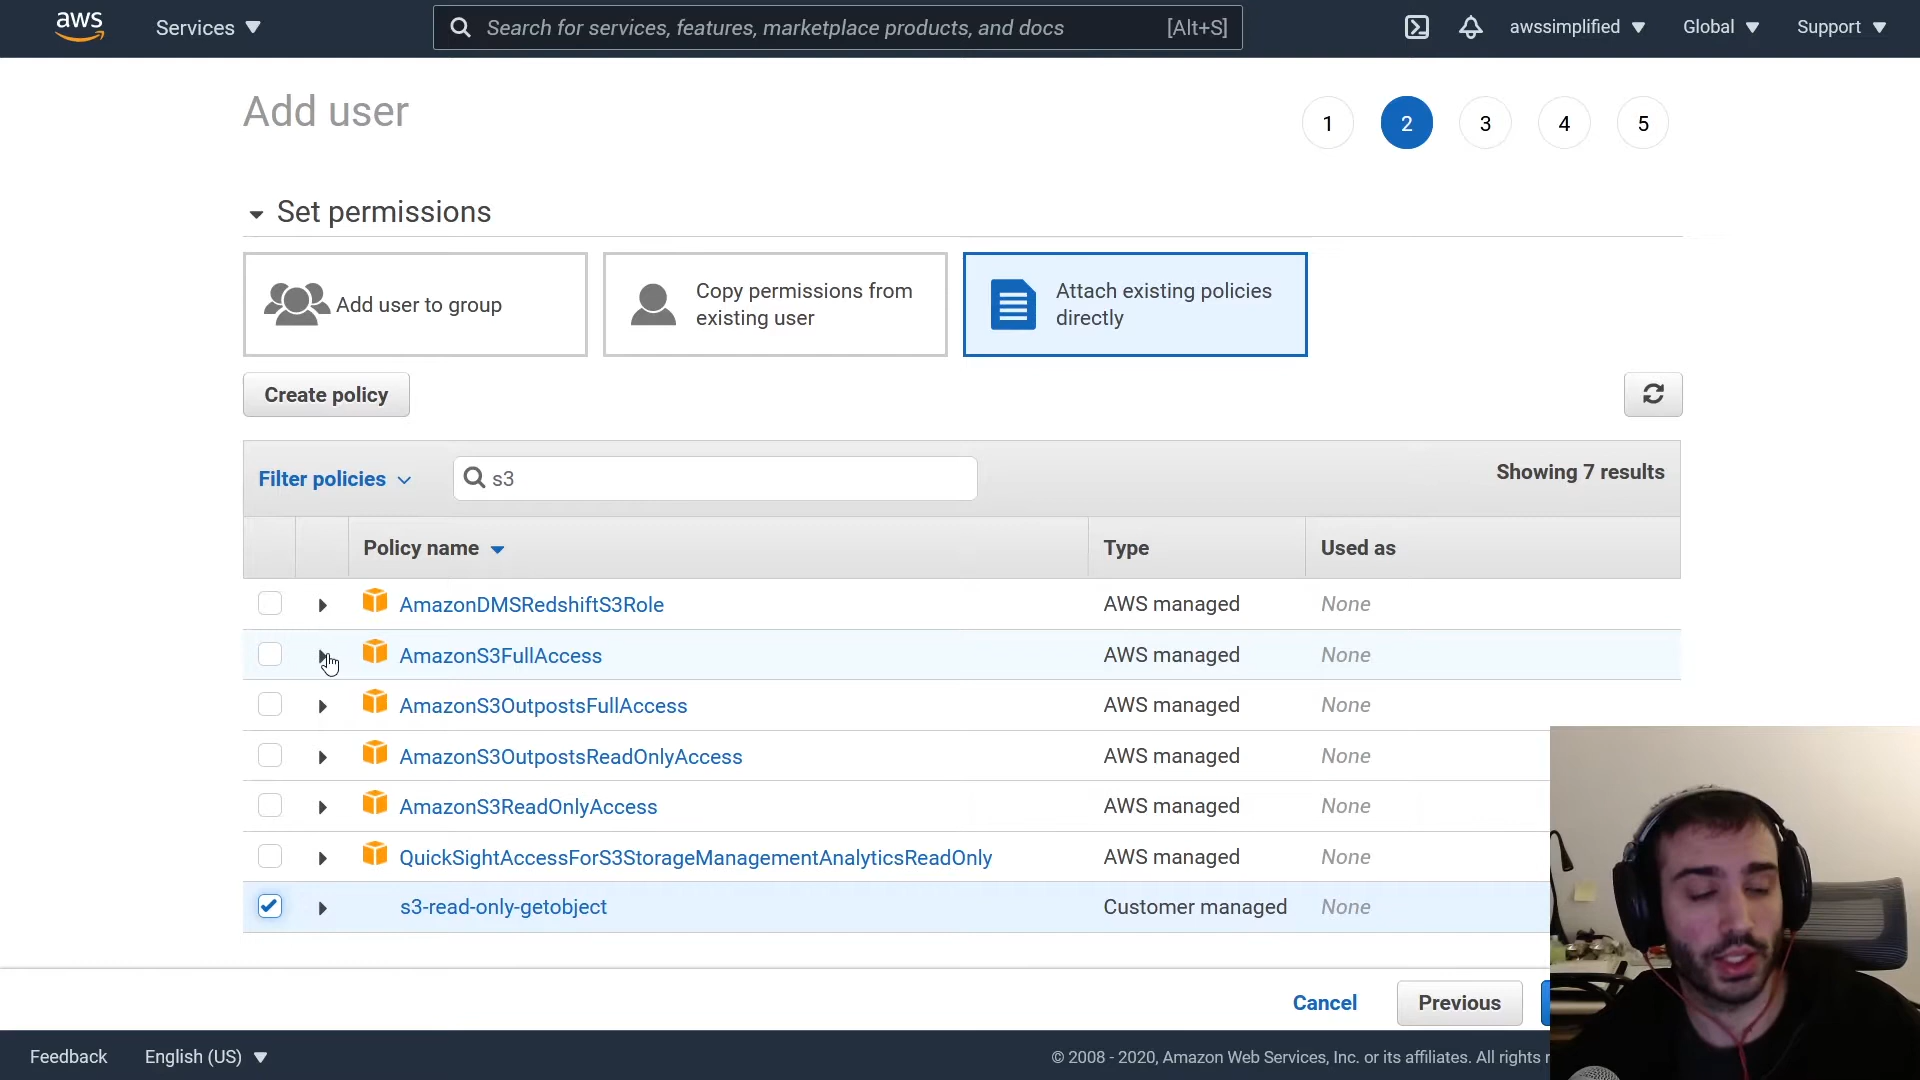 aws
Services
Search for services, features, marketplace products, and docs
[Alt+S]
awssimplified
Global
Support
Add user
1
2
3
4
5
Set permissions
Add user to group
Copy permissions from
existing user
Attach existing policies
directly
Create policy
Filter policies
s3
Showing 7 results
Policy name
Type
Used as
AmazonDMSRedshiftS3Role
AWS managed
None
AmazonS3FullAccess
AWS managed
None
AmazonS3OutpostsFullAccess
AWS managed
None
AmazonS3OutpostsReadOnlyAccess
AWS managed
None
AmazonS3ReadOnlyAccess
AWS managed
None
QuickSightAccessForS3StorageManagementAnalyticsReadOnly
AWS managed
None
s3-read-only-getobject
Customer managed
None
Cancel
Previous
Feedback
English (US)
© 2008 - 2020, Amazon Web Services, Inc. or its affiliates. All rights r